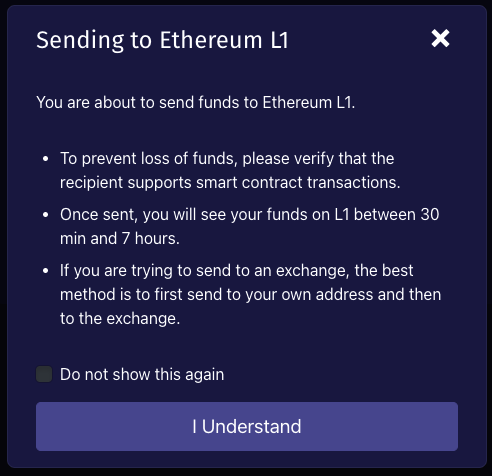 Sending to Ethereum L1
You are about to send funds to Ethereum L1.
• To prevent loss of funds, please verify that the
recipient supports smart contract transactions.
• Once sent, you will see your funds on L1 between 30
min and 7 hours.
• If you are trying to send to an exchange, the best
method is to first send to your own address and then
to the exchange.
Do not show this again
I Understand